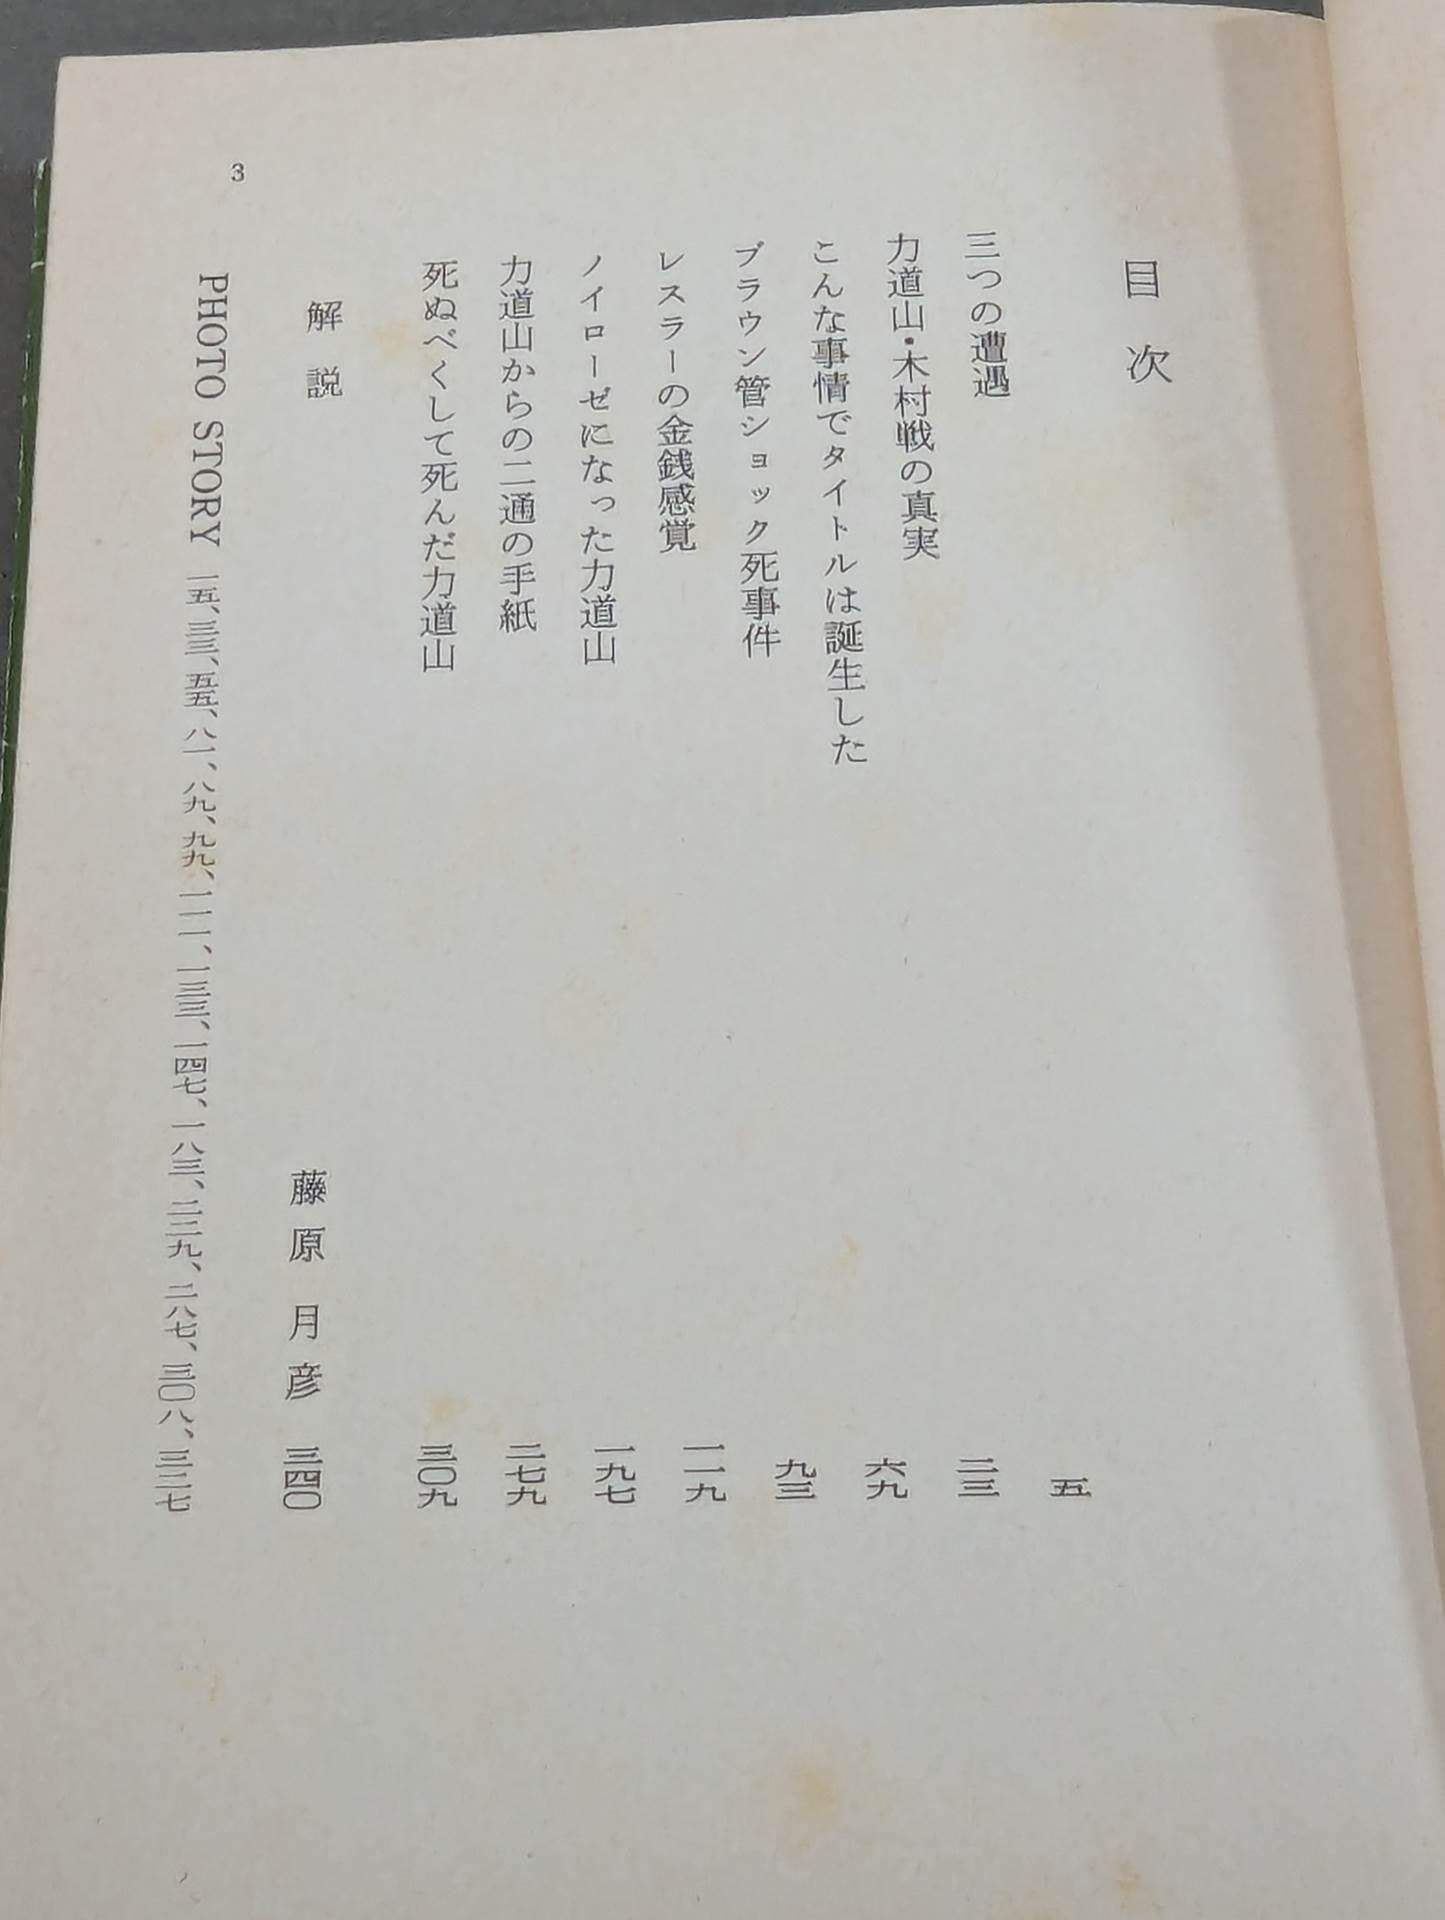 目次
三つの遭遇 五
力道山・木村戦の真実 二三
こんな事情でタイトルは誕生した 六九
ブラウン管ショック死事件 九三
レスラーの金銭感覚 一一九
ノイローゼになった力道山 一九七
力道山からの二通の手紙 二七九
死ぬべくして死んだ力道山 三〇九
解説 藤原月彦 三四〇
PHOTO STORY 一五、三三、五五、八一、八九、九九、一一一、一三三、一四七、一八三、二二九、二八七、三〇八、三二七
3